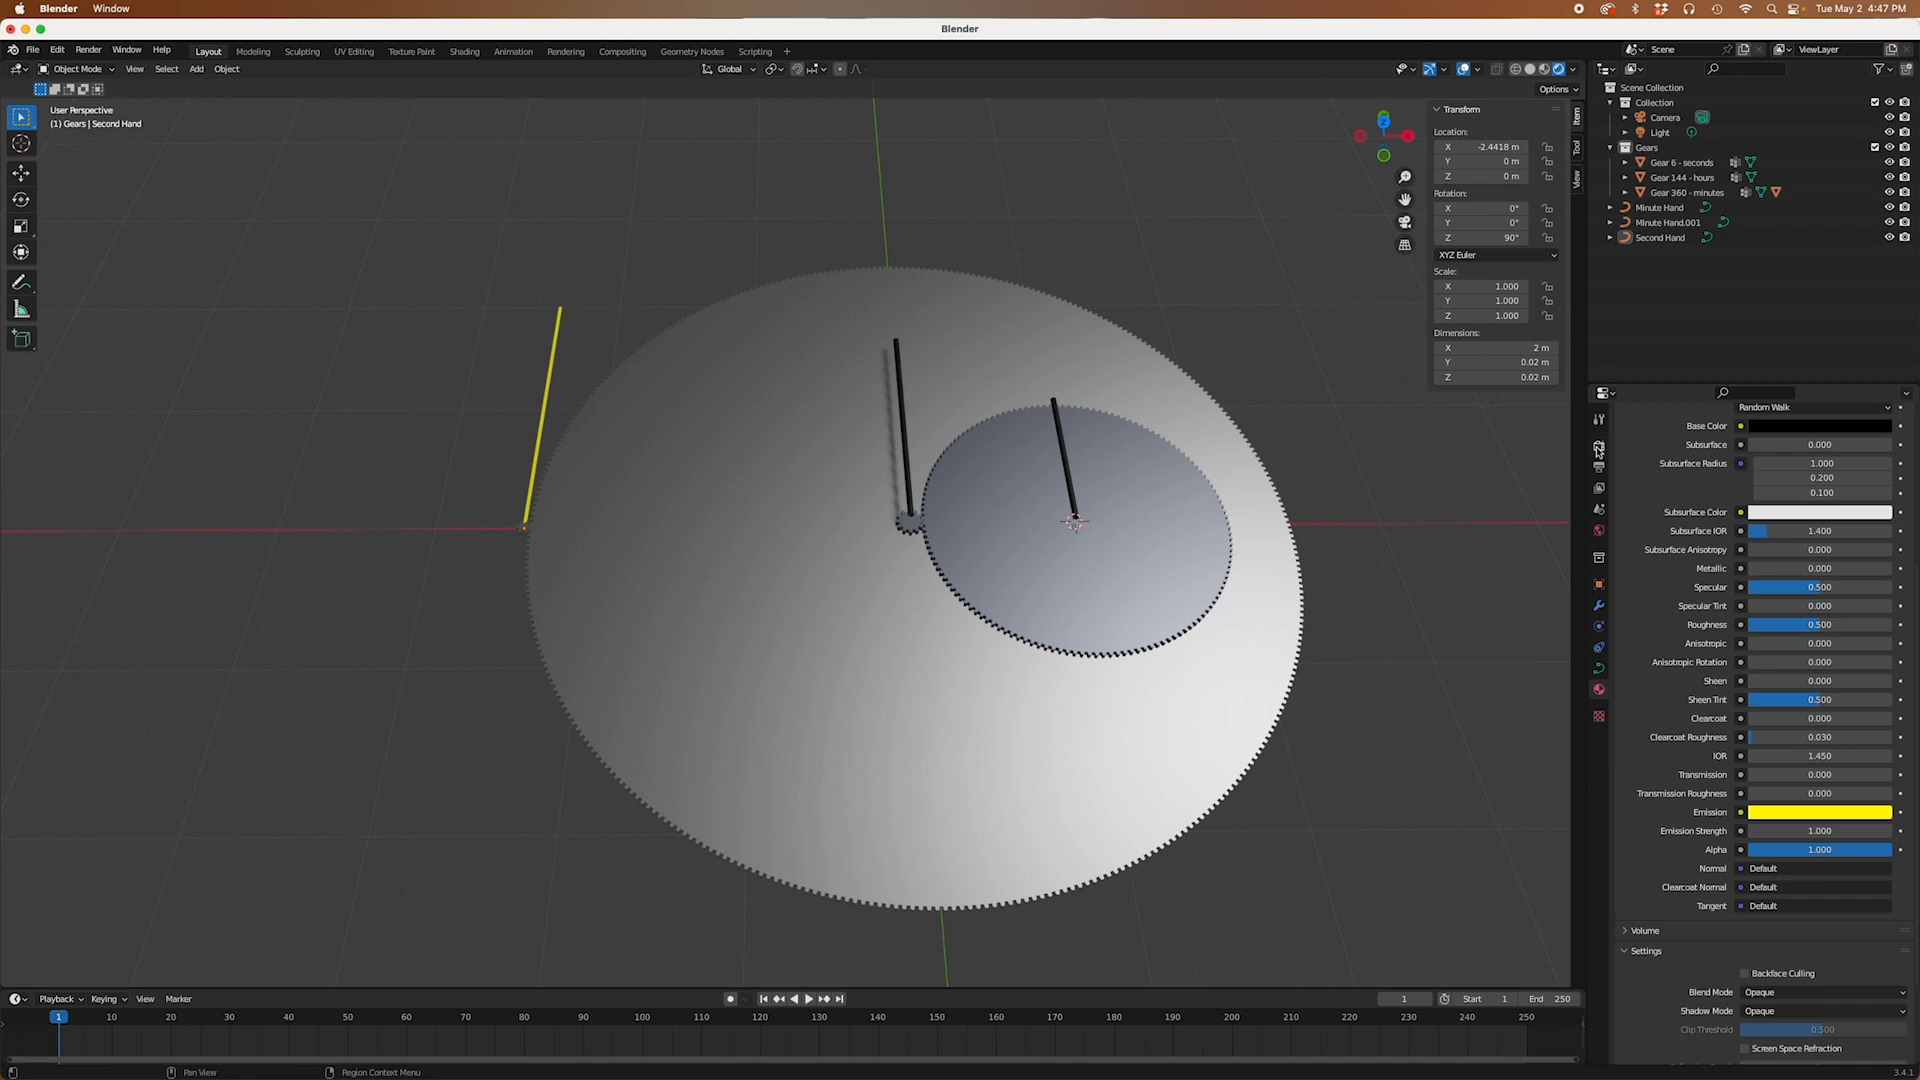 Blender Window Tue May 2 4:47 PM
Blender
File Edit Render Window Help Layout Modeling Sculpting UV Editing Texture Paint Shading Animation Rendering Compositing Geometry Nodes Scripting + Scene ViewLayer
Object Mode View Select Add Object Global
Options
User Perspective
(1) Gears | Second Hand
Transform
Location:
X -2.4418 m
Y 0 m
Z 0 m
Rotation:
X 0°
Y 0°
Z 90°
XYZ Euler
Scale:
X 1.000
Y 1.000
Z 1.000
Dimensions:
X 2 m
Y 0.02 m
Z 0.02 m
Item
Tool
View
Z
X
Scene Collection
Collection
Camera
Light
Gears
Gear 6 - seconds
Gear 144 - hours
Gear 360 - minutes
Minute Hand
Minute Hand.001
Second Hand
Random Walk
Base Color
Subsurface 0.000
Subsurface Radius 1.000
0.200
0.100
Subsurface Color
Subsurface IOR 1.400
Subsurface Anisotropy 0.000
Metallic 0.000
Specular 0.500
Specular Tint 0.000
Roughness 0.500
Anisotropic 0.000
Anisotropic Rotation 0.000
Sheen 0.000
Sheen Tint 0.500
Clearcoat 0.000
Clearcoat Roughness 0.030
IOR 1.450
Transmission 0.000
Transmission Roughness 0.000
Emission
Emission Strength 1.000
Alpha 1.000
Normal Default
Clearcoat Normal Default
Tangent Default
Volume
Settings
Backface Culling
Blend Mode Opaque
Shadow Mode Opaque
Clip Threshold 0.500
Screen Space Refraction
Playback Keying View Marker 1 Start 1 End 250
1 10 20 30 40 50 60 70 80 90 100 110 120 130 140 150 160 170 180 190 200 210 220 230 240 250
Pan View Region Context Menu 3.4.1